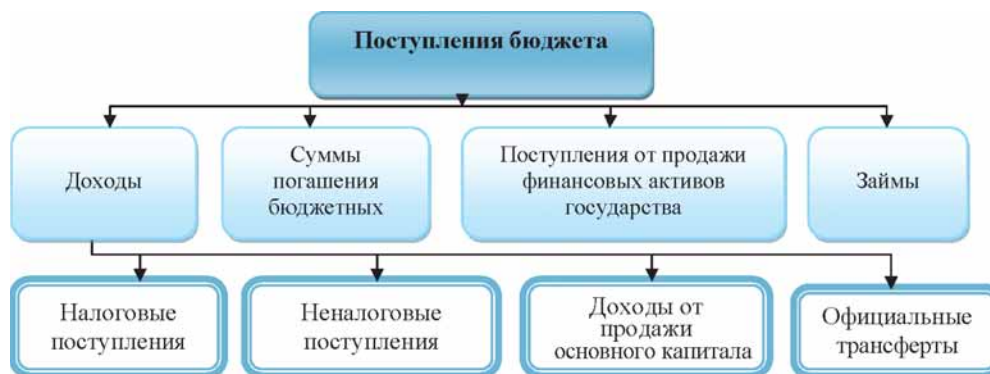 Поступления бюджета
Доходы
Суммы
погашения
бюджетных
Поступления от продажи
финансовых активов
государства
Займы
Налоговые
поступления
Неналоговые
поступления
Доходы от
продажи
основного капитала
Официальные
трансферты